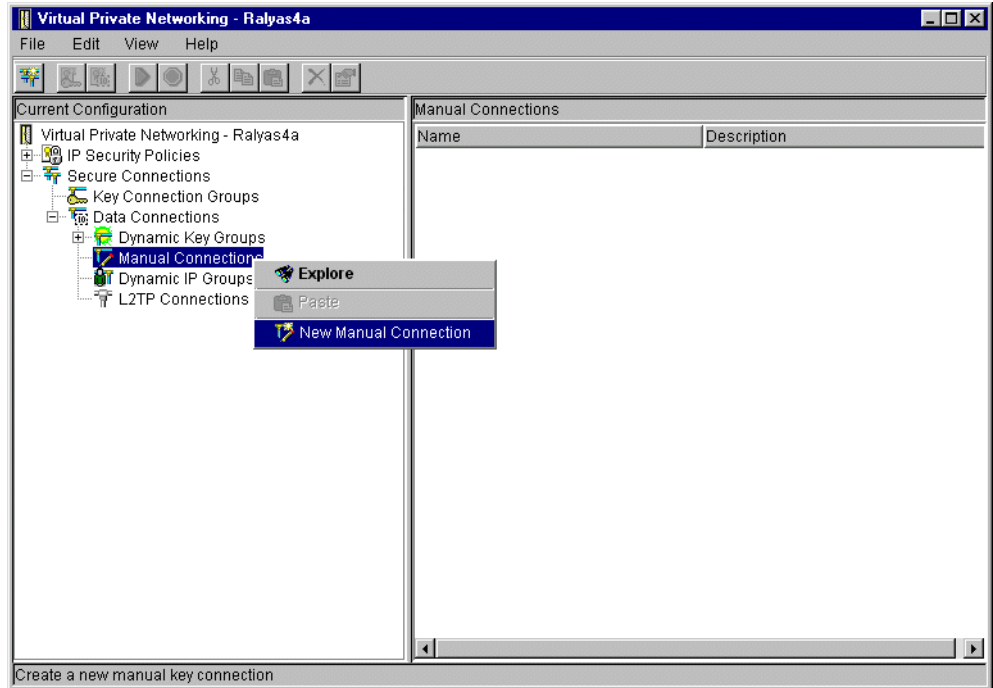 Virtual Private Networking - Ralyas4a
File Edit View Help
Current Configuration
Virtual Private Networking - Ralyas4a
IP Security Policies
Secure Connections
Key Connection Groups
Data Connections
Dynamic Key Groups
Manual Connections
Dynamic IP Groups
L2TP Connections
Explore
Paste
New Manual Connection
Manual Connections
Name Description
Create a new manual key connection